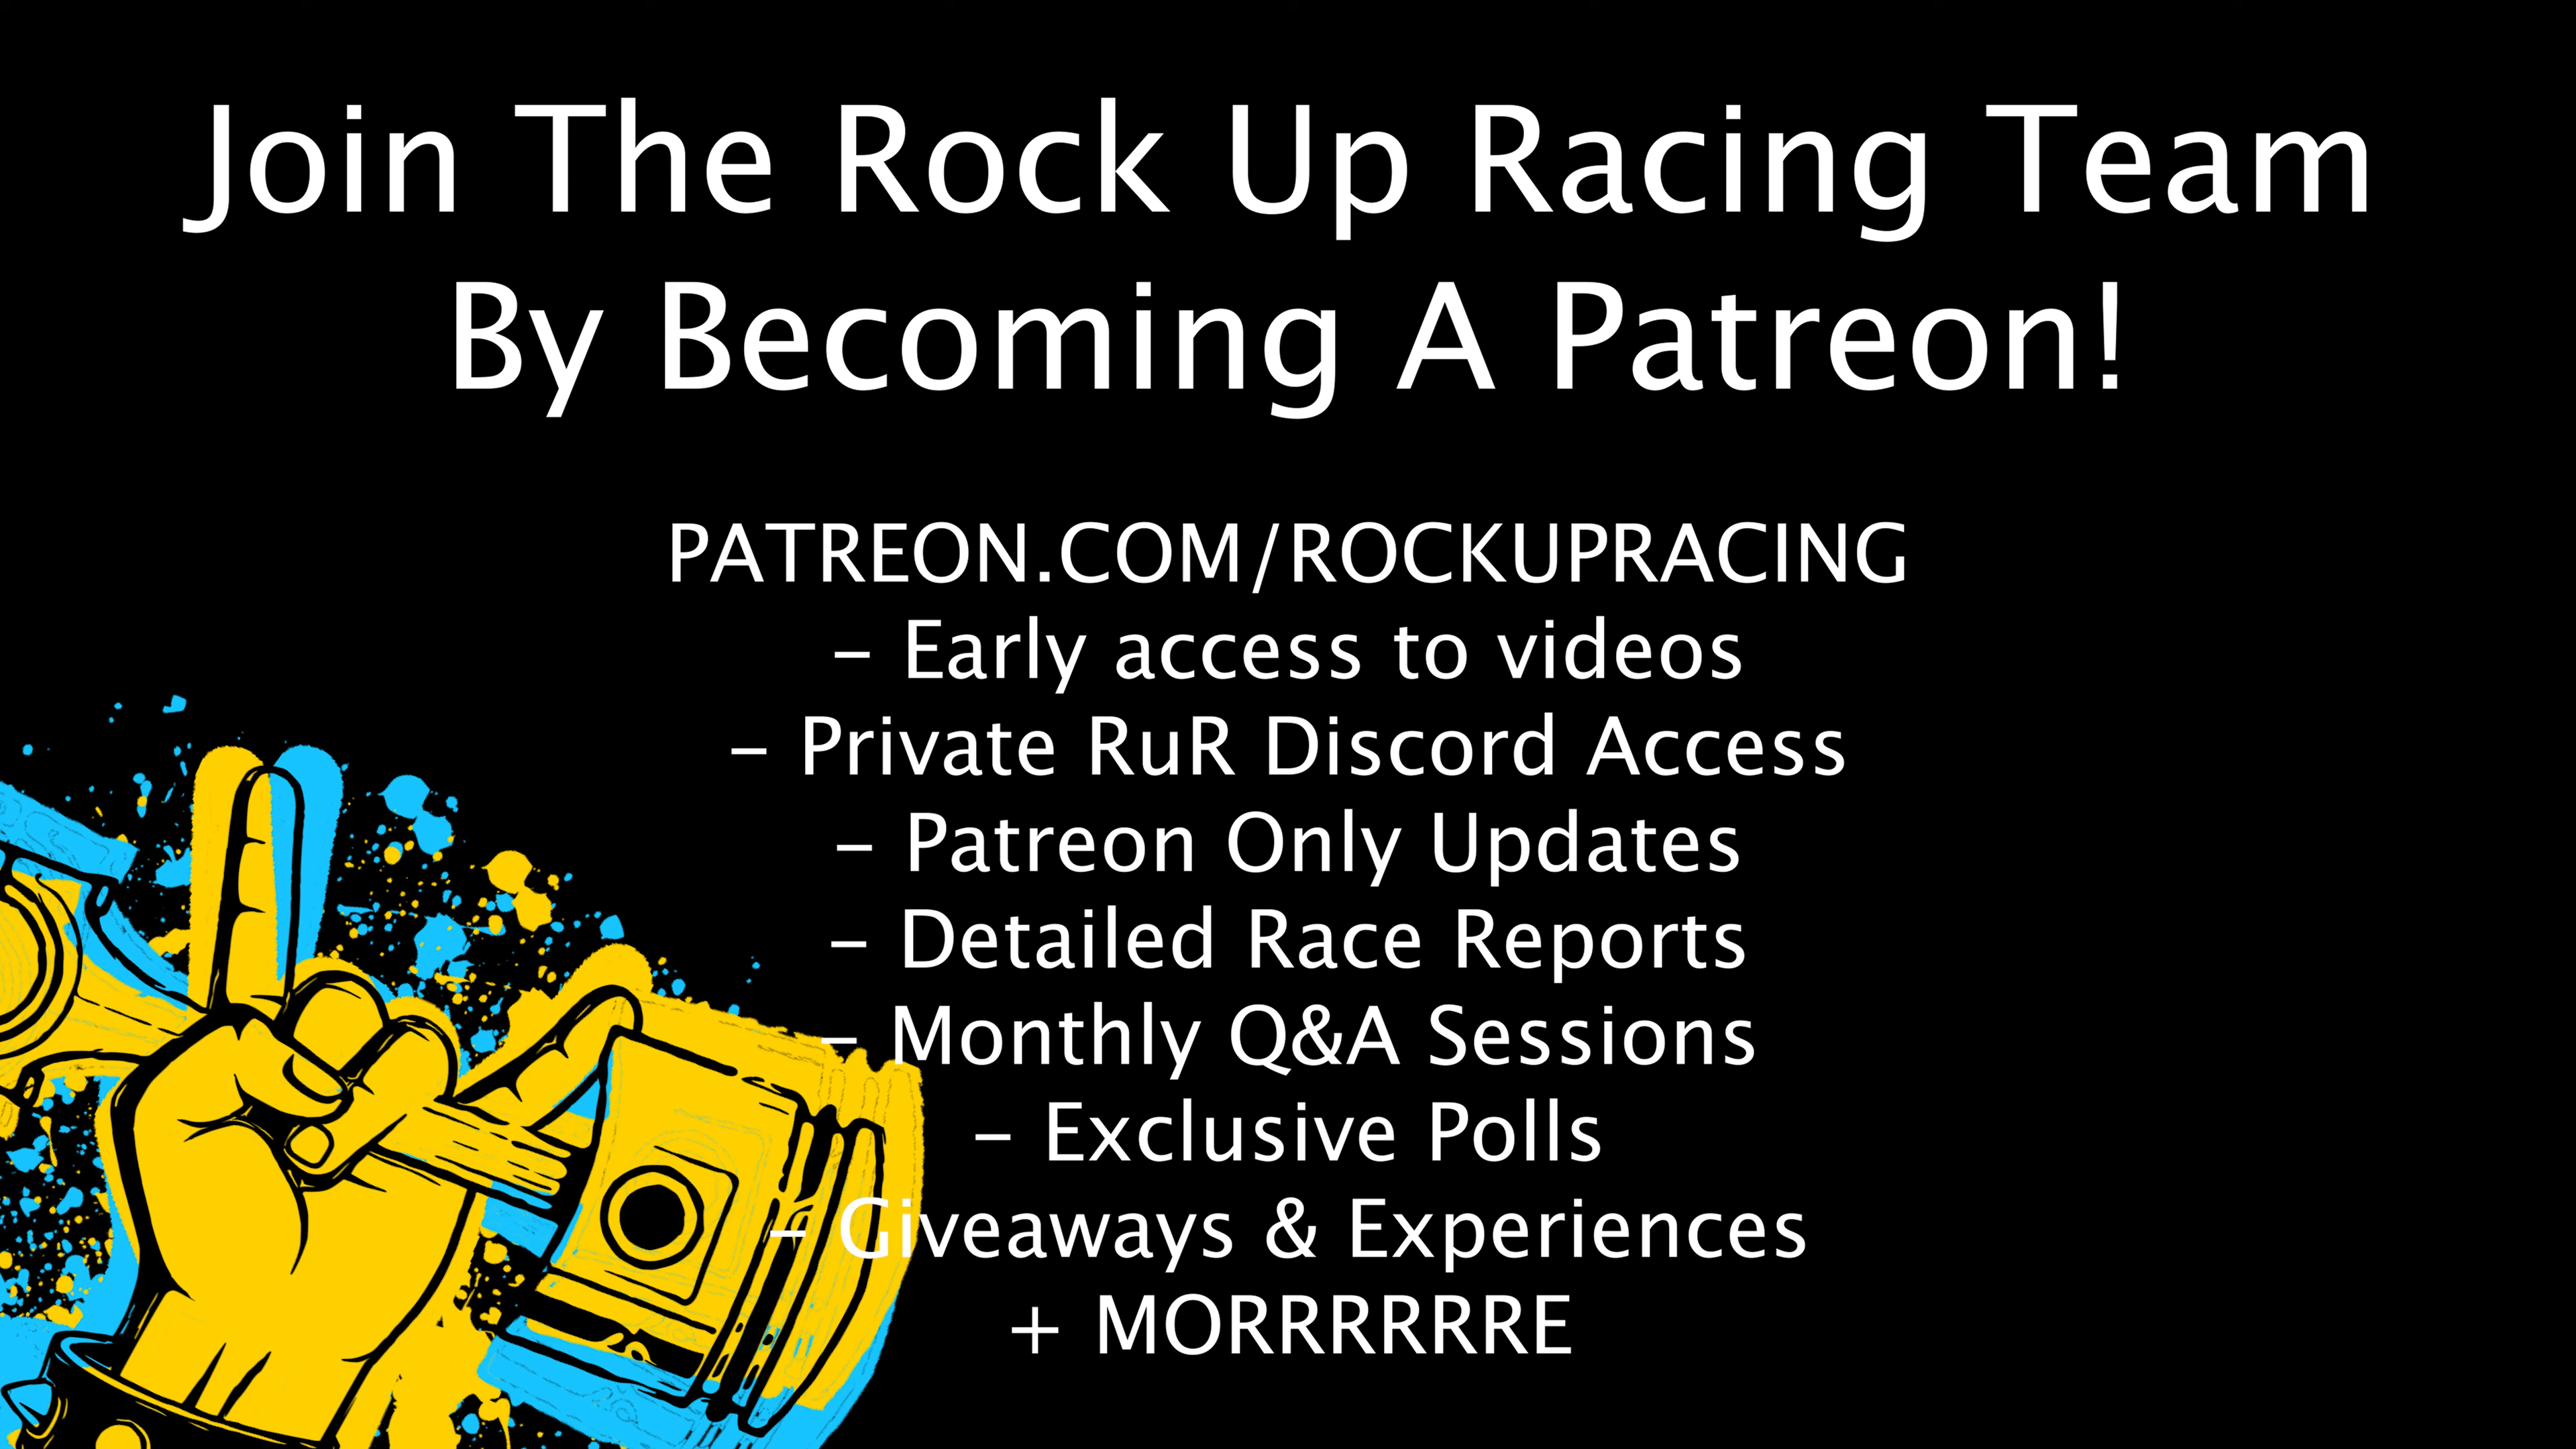 Join The Rock Up Racing Team
By Becoming A Patreon!
PATREON.COM/ROCKUPRACING
- Early access to videos
- Private RuR Discord Access
- Patreon Only Updates
- Detailed Race Reports
- Monthly Q&A Sessions
- Exclusive Polls
- Giveaways & Experiences
+ MORRRRRRE